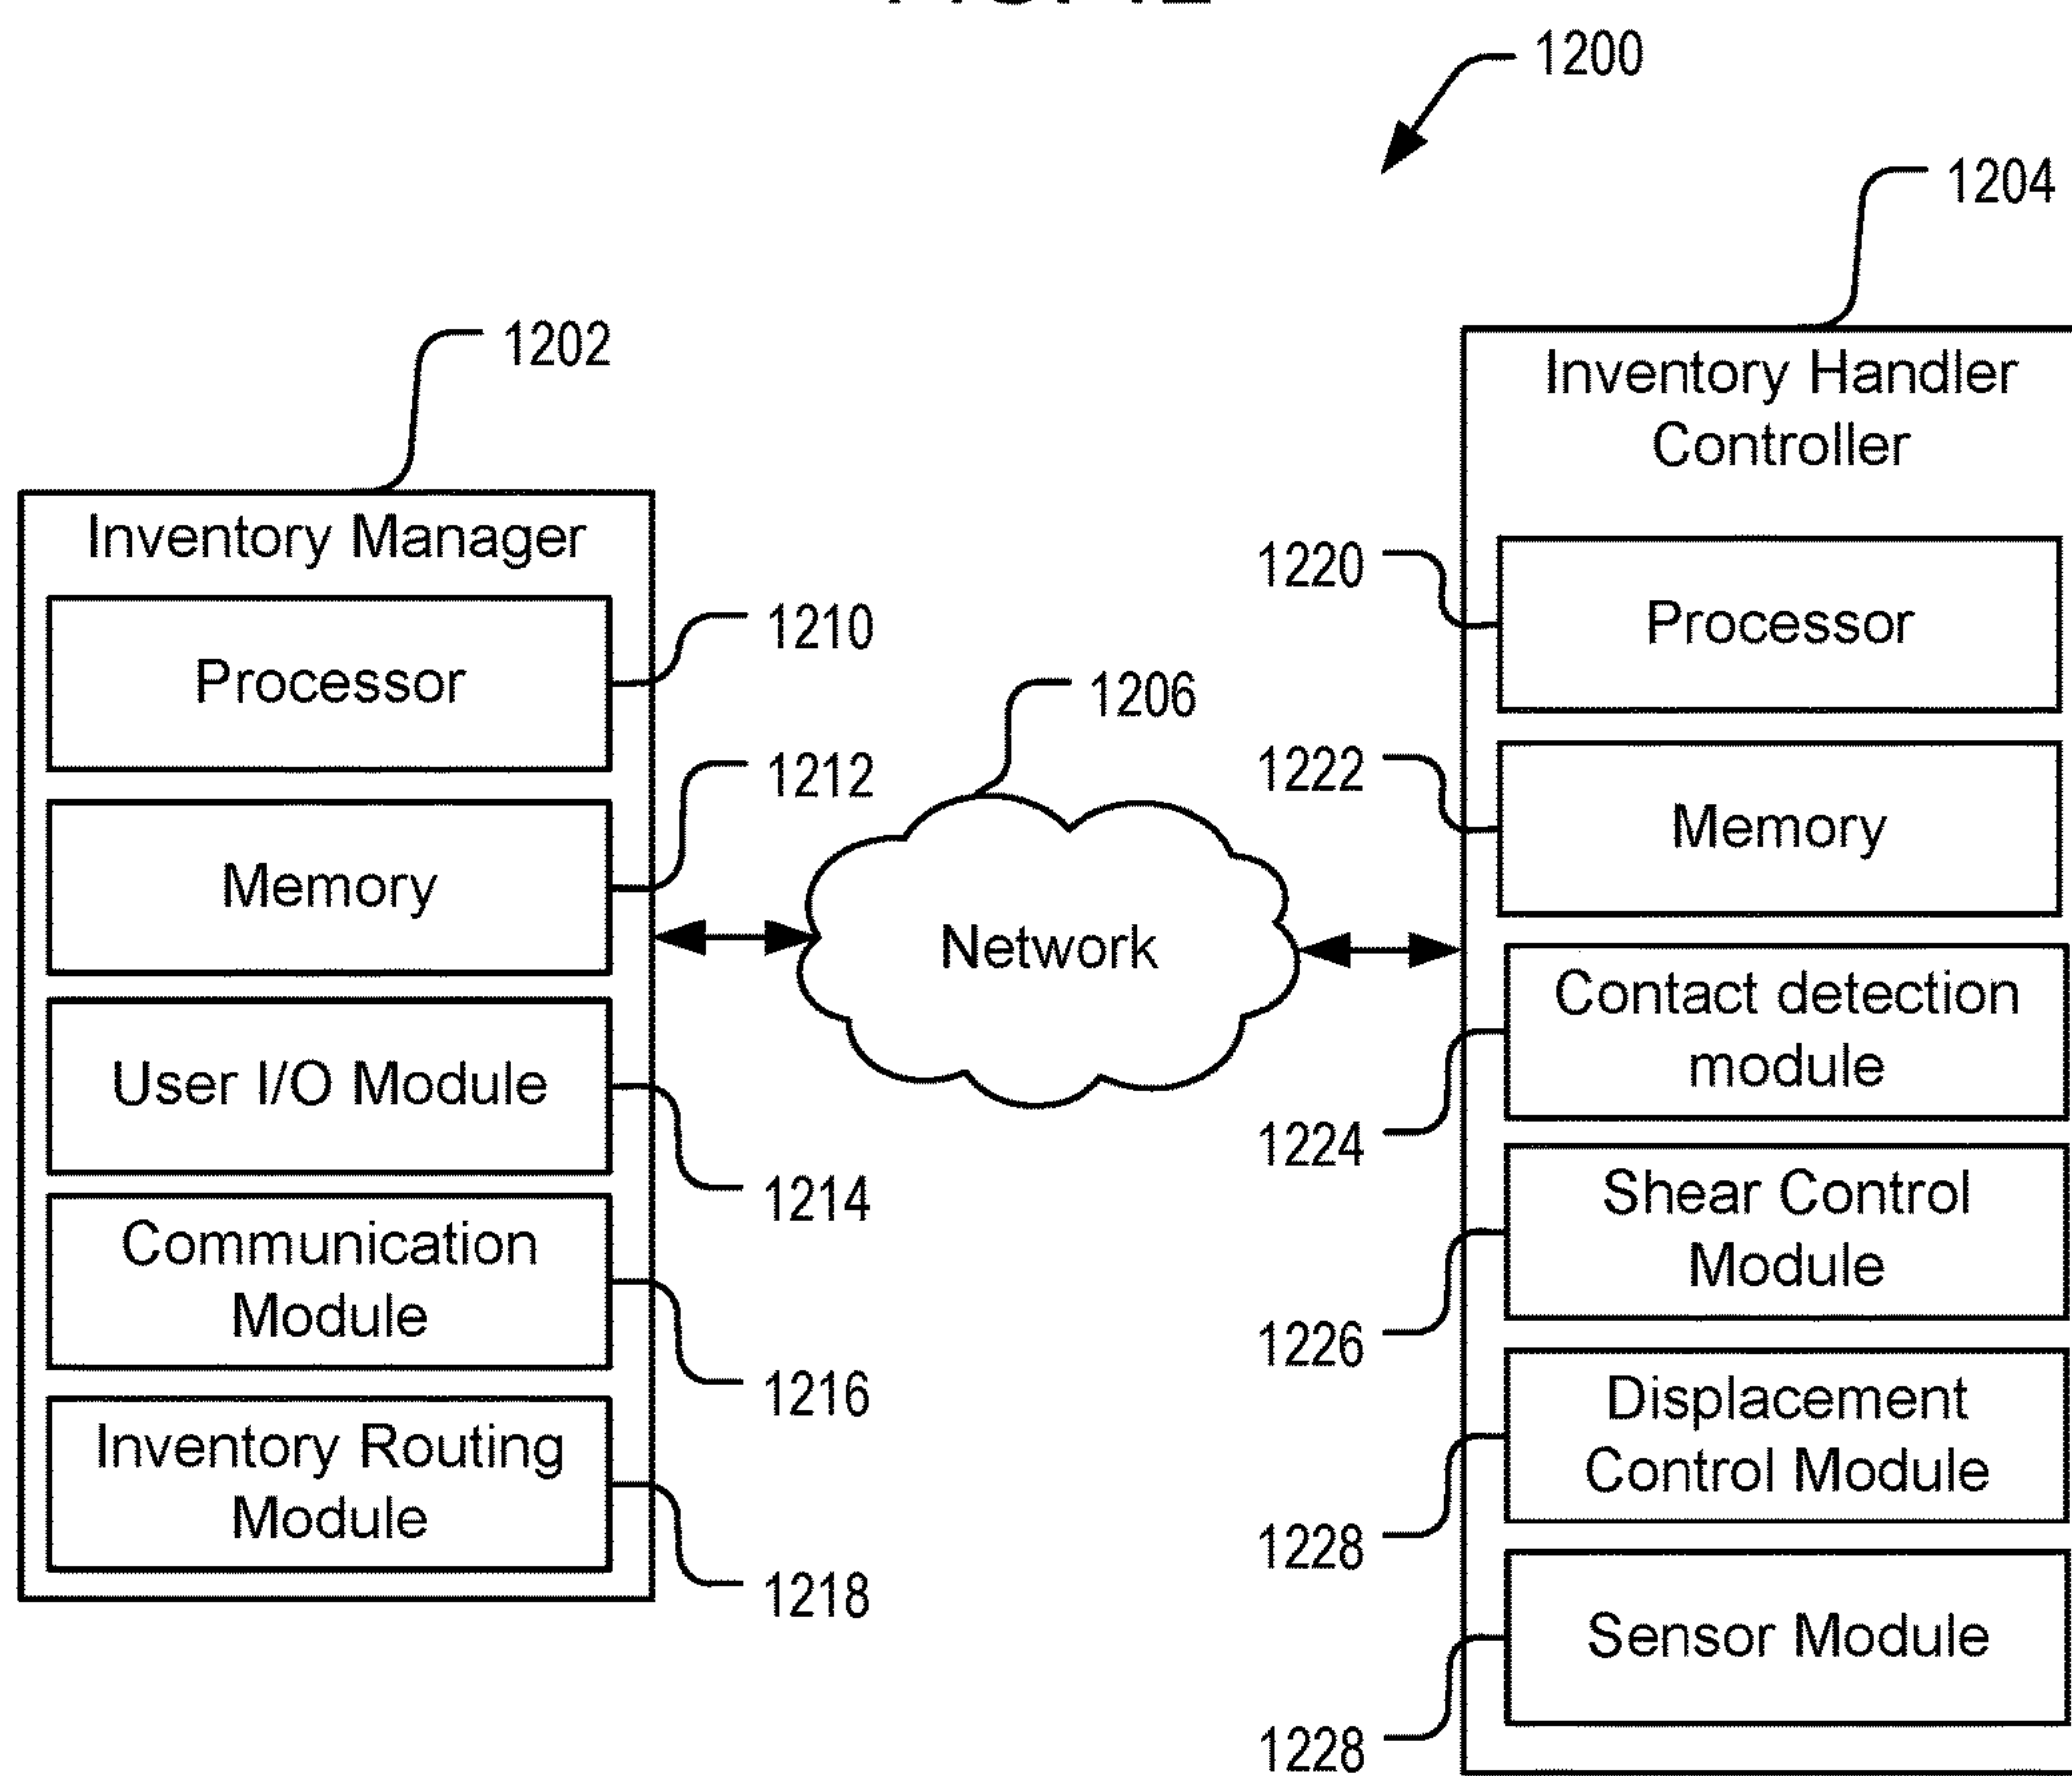 1200
1204
1202
Inventory Handler
Controller
Inventory Manager
1220
Processor
1210
Processor
1206
1212
1222
Memory
Memory
Network
Contact detection
module
User I/O Module
1224
1214
Shear Control
Module
Communication
Module
1226
1216
Displacement
Control Module
Inventory Routing
Module
1228
1218
Sensor Module
1228